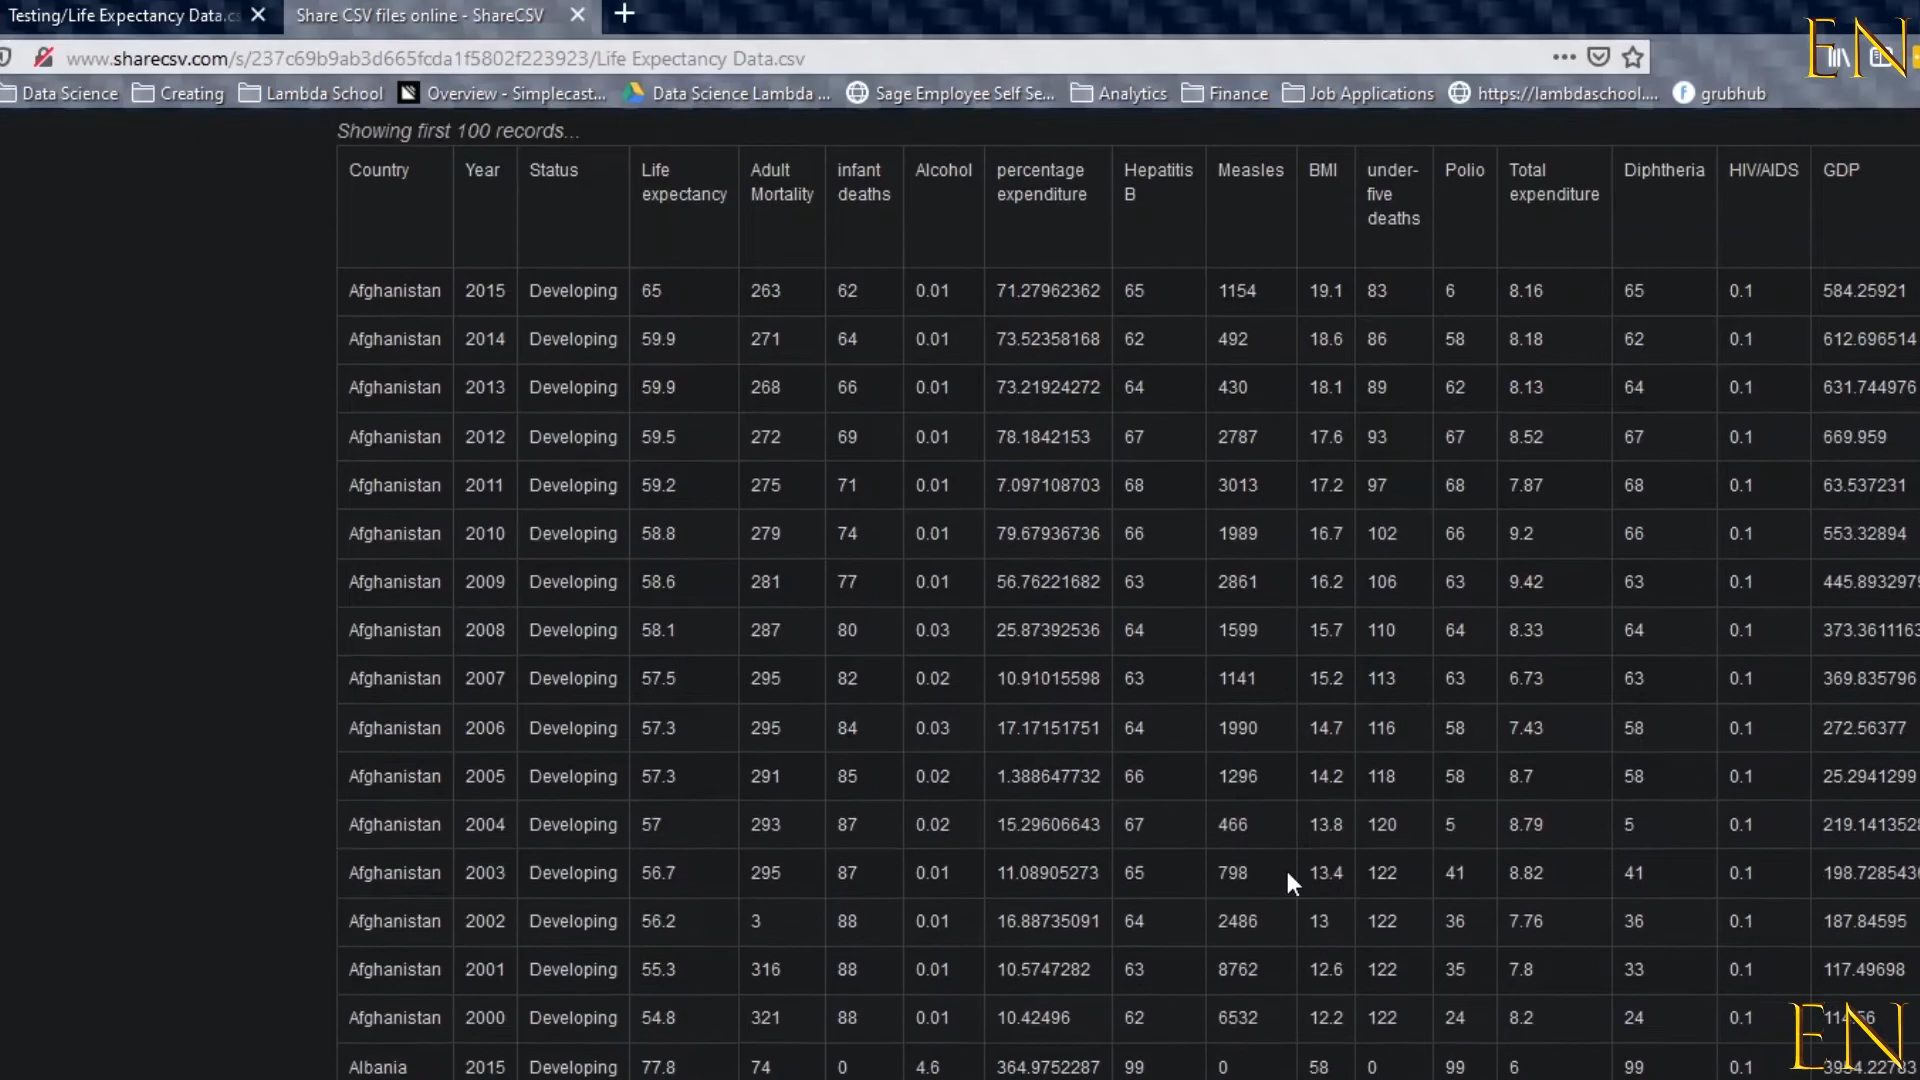 Testing/Life Expectancy Data.cs
Share CSV files online - ShareCSV
EN
www.sharecsv.com/s/237c69b9ab3d665fcda1f5802f223923/Life Expectancy Data.csv
Data Science Creating Lambda School Overview - Simplecast... Data Science Lambda ... Sage Employee Self Se... Analytics Finance Job Applications https://lambdaschool.... grubhub
Showing first 100 records...
Country Year Status Life expectancy Adult Mortality infant deaths Alcohol percentage expenditure Hepatitis B Measles BMI under-five deaths Polio Total expenditure Diphtheria HIV/AIDS GDP
Afghanistan 2015 Developing 65 263 62 0.01 71.27962362 65 1154 19.1 83 6 8.16 65 0.1 584.25921
Afghanistan 2014 Developing 59.9 271 64 0.01 73.52358168 62 492 18.6 86 58 8.18 62 0.1 612.696514
Afghanistan 2013 Developing 59.9 268 66 0.01 73.21924272 64 430 18.1 89 62 8.13 64 0.1 631.744976
Afghanistan 2012 Developing 59.5 272 69 0.01 78.1842153 67 2787 17.6 93 67 8.52 67 0.1 669.959
Afghanistan 2011 Developing 59.2 275 71 0.01 7.097108703 68 3013 17.2 97 68 7.87 68 0.1 63.537231
Afghanistan 2010 Developing 58.8 279 74 0.01 79.67936736 66 1989 16.7 102 66 9.2 66 0.1 553.32894
Afghanistan 2009 Developing 58.6 281 77 0.01 56.76221682 63 2861 16.2 106 63 9.42 63 0.1 445.8932979
Afghanistan 2008 Developing 58.1 287 80 0.03 25.87392536 64 1599 15.7 110 64 8.33 64 0.1 373.3611163
Afghanistan 2007 Developing 57.5 295 82 0.02 10.91015598 63 1141 15.2 113 63 6.73 63 0.1 369.835796
Afghanistan 2006 Developing 57.3 295 84 0.03 17.17151751 64 1990 14.7 116 58 7.43 58 0.1 272.56377
Afghanistan 2005 Developing 57.3 291 85 0.02 1.388647732 66 1296 14.2 118 58 8.7 58 0.1 25.2941299
Afghanistan 2004 Developing 57 293 87 0.02 15.29606643 67 466 13.8 120 5 8.79 5 0.1 219.1413528
Afghanistan 2003 Developing 56.7 295 87 0.01 11.08905273 65 798 13.4 122 41 8.82 41 0.1 198.7285436
Afghanistan 2002 Developing 56.2 3 88 0.01 16.88735091 64 2486 13 122 36 7.76 36 0.1 187.84595
Afghanistan 2001 Developing 55.3 316 88 0.01 10.5747282 63 8762 12.6 122 35 7.8 33 0.1 117.49698
Afghanistan 2000 Developing 54.8 321 88 0.01 10.42496 62 6532 12.2 122 24 8.2 24 0.1
Albania 2015 Developing 77.8 74 0 4.6 364.9752287 99 0 58 0 99 6 99 0.1
EN